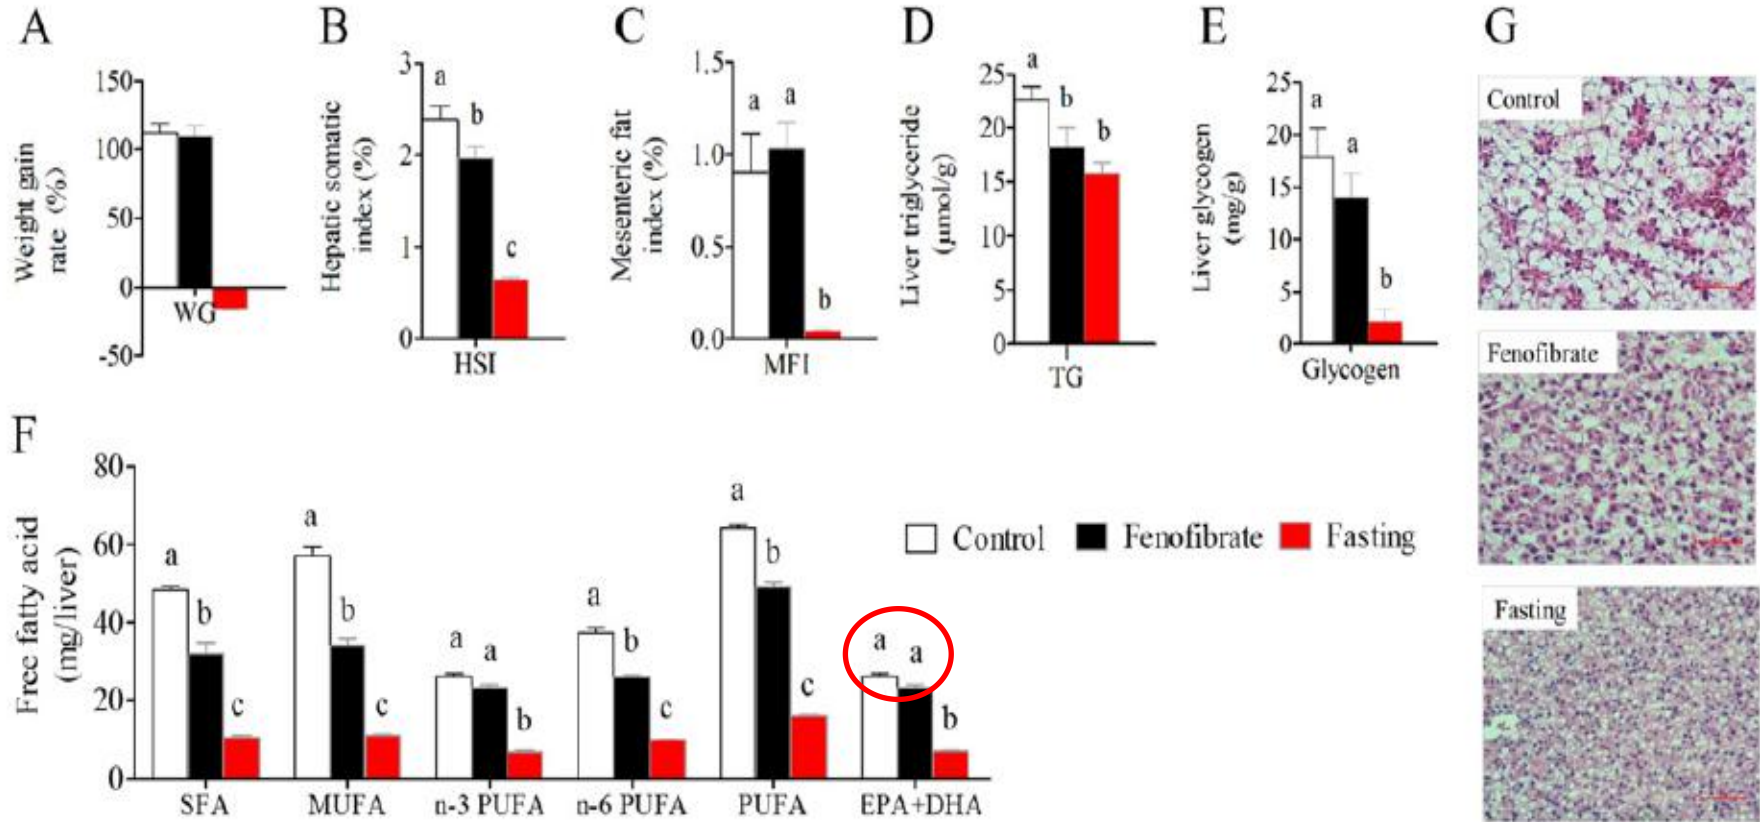 A
Weight gain
rate (%)
150
100
50
0
-50
WG
B
Hepatic somatic
index (%)
3
2
1
0
a
b
c
HSI
C
Mesenteric fat
index (%)
1.5
1.0
0.5
0.0
a
a
b
MFI
D
Liver triglyceride
(μmol/g)
25
20
15
10
5
0
a
b
b
TG
E
Liver glycogen
(mg/g)
25
20
15
10
5
0
a
a
b
Glycogen
G
Control
Fenofibrate
Fasting
F
Free fatty acid
(mg/liver)
80
60
40
20
0
a
b
c
a
b
c
a
a
b
a
b
c
a
b
c
a
a
b
SFA
MUFA
n-3 PUFA
n-6 PUFA
PUFA
EPA+DHA
Control
Fenofibrate
Fasting